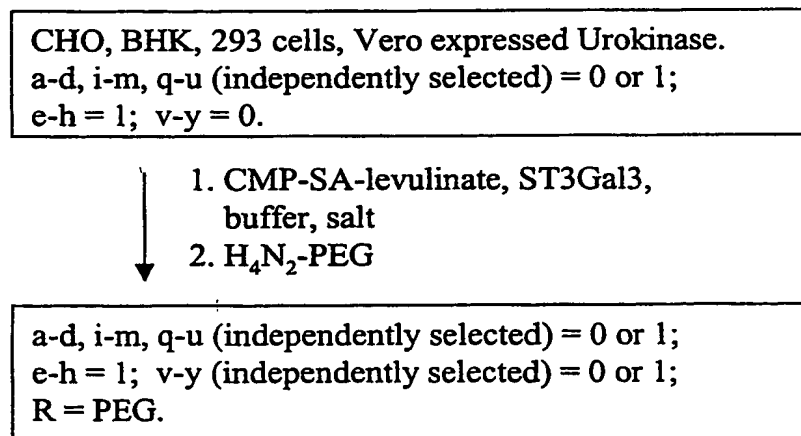 CHO, BHK, 293 cells, Vero expressed Urokinase.
a-d, i-m, q-u (independently selected) = 0 or 1;
e-h = 1; v-y = 0.
1. CMP-SA-levulinate, ST3Gal3,
buffer, salt
2. H₄N₂-PEG
a-d, i-m, q-u (independently selected) = 0 or 1;
e-h = 1; v-y (independently selected) = 0 or 1;
R = PEG.